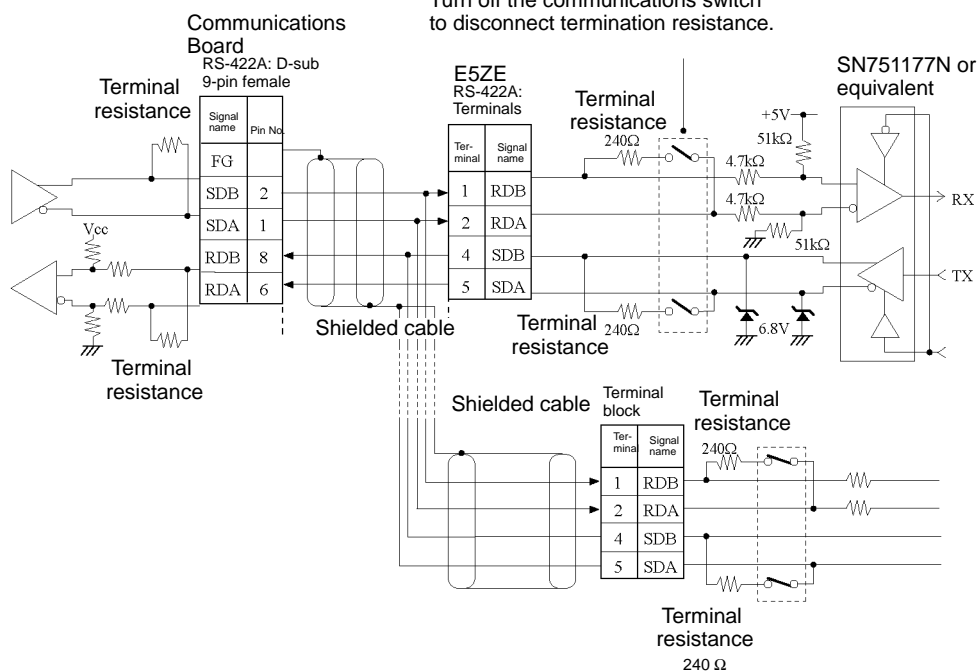 Turn off the communications switch
to disconnect termination resistance.
Communications
Board
RS-422A: D-sub
9-pin female
Terminal
resistance
Signal
name
Pin No.
FG
SDB 2
SDA 1
RDB 8
RDA 6
Vcc
Terminal
resistance
Shielded cable
E5ZE
RS-422A:
Terminals
Ter-
minal
Signal
name
1 RDB
2 RDA
4 SDB
5 SDA
Terminal
resistance
240Ω
Terminal
resistance
240Ω
+5V
51kΩ
4.7kΩ
4.7kΩ
51kΩ
6.8V
SN751177N or
equivalent
RX
TX
Shielded cable
Terminal
block
Ter-
minal
Signal
name
1 RDB
2 RDA
4 SDB
5 SDA
Terminal
resistance
240Ω
Terminal
resistance
240 Ω